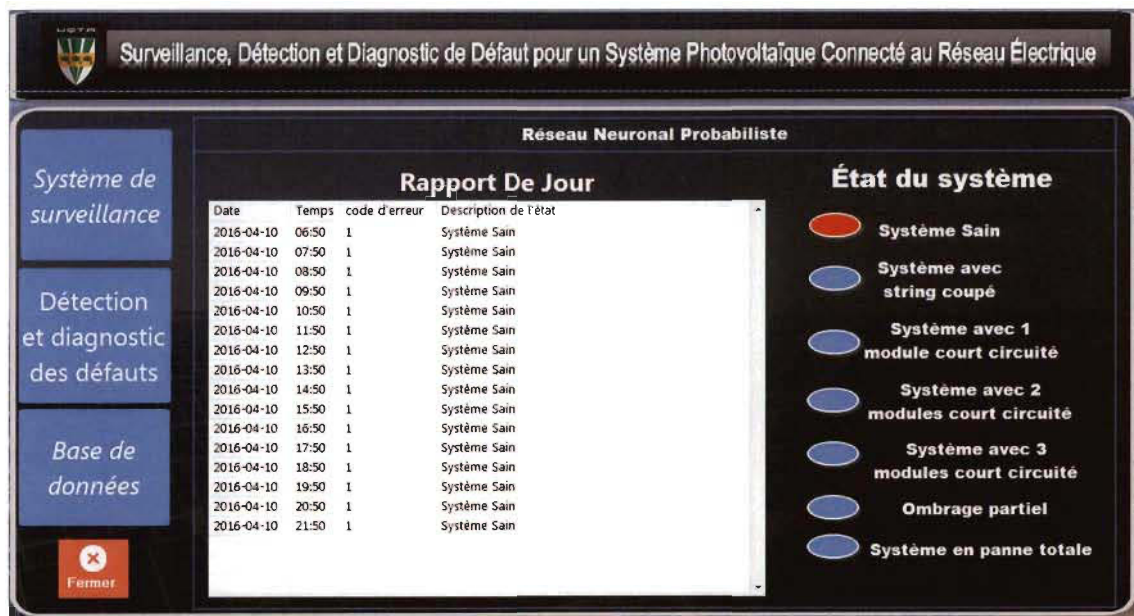 UQTR
Surveillance, Détection et Diagnostic de Défaut pour un Système Photovoltaïque Connecté au Réseau Électrique
Réseau Neuronal Probabiliste
Système de
surveillance
Détection
et diagnostic
des défauts
Base de
données
Fermer
Rapport De Jour
Date Temps code d'erreur Description de l'état
2016-04-10 06:50 1 Système Sain
2016-04-10 07:50 1 Système Sain
2016-04-10 08:50 1 Système Sain
2016-04-10 09:50 1 Système Sain
2016-04-10 10:50 1 Système Sain
2016-04-10 11:50 1 Système Sain
2016-04-10 12:50 1 Système Sain
2016-04-10 13:50 1 Système Sain
2016-04-10 14:50 1 Système Sain
2016-04-10 15:50 1 Système Sain
2016-04-10 16:50 1 Système Sain
2016-04-10 17:50 1 Système Sain
2016-04-10 18:50 1 Système Sain
2016-04-10 19:50 1 Système Sain
2016-04-10 20:50 1 Système Sain
2016-04-10 21:50 1 Système Sain
État du système
Système Sain
Système avec
string coupé
Système avec 1
module court circuité
Système avec 2
modules court circuité
Système avec 3
modules court circuité
Ombrage partiel
Système en panne totale